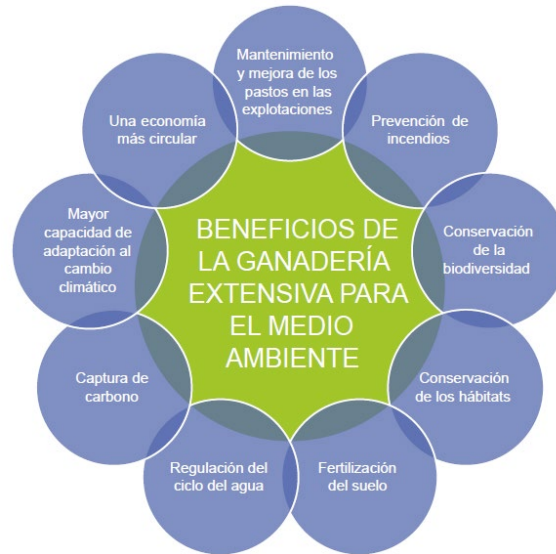 Mantenimiento
y mejora de los
pastos en las
explotaciones
Prevención de
incendios
Conservación
de la
biodiversidad
Conservación
de los hábitats
Fertilización
del suelo
Regulación del
ciclo del agua
Captura de
carbono
Mayor
capacidad de
adaptación al
cambio
climático
Una economía
más circular
BENEFICIOS DE
LA GANADERÍA
EXTENSIVA PARA
EL MEDIO
AMBIENTE